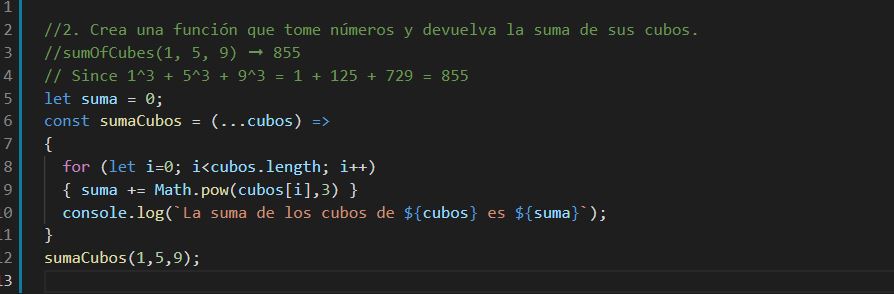 1
2 //2. Crea una función que tome números y devuelva la suma de sus cubos.
3 //sumOfCubes(1, 5, 9) ➞ 855
4 // Since 1^3 + 5^3 + 9^3 = 1 + 125 + 729 = 855
5 let suma = 0;
6 const sumaCubos = (...cubos) =>
7 {
8 for (let i=0; i<cubos.length; i++)
9 { suma += Math.pow(cubos[i],3) }
10 console.log(`La suma de los cubos de ${cubos} es ${suma}`);
11 }
12 sumaCubos(1,5,9);
13